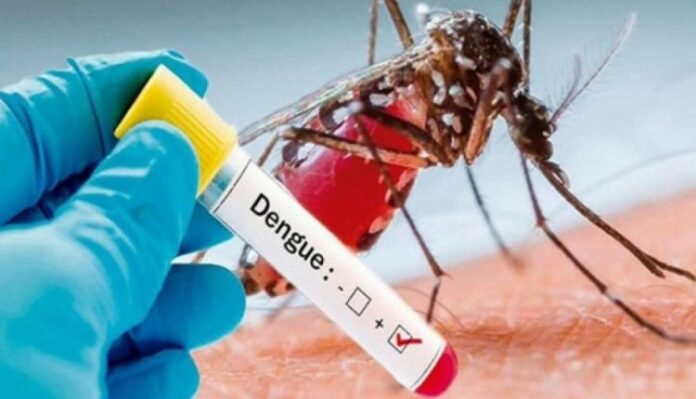 Dengue :
- ☐
+ ☑